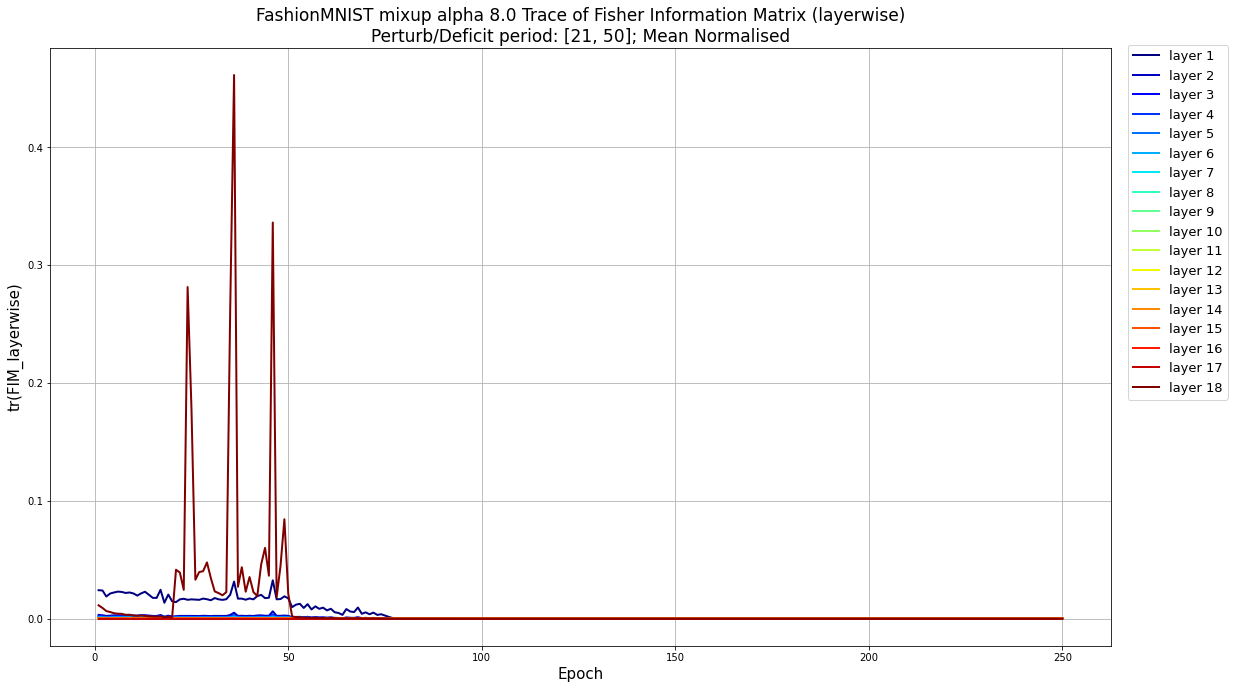 FashionMNIST mixup alpha 8.0 Trace of Fisher Information Matrix (layerwise)
Perturb/Deficit period: [21, 50]; Mean Normalised
tr(FIM_layerwise)
0.4
0.3
0.2
0.1
0.0
0
50
100
150
200
250
Epoch
layer 1
layer 2
layer 3
layer 4
layer 5
layer 6
layer 7
layer 8
layer 9
layer 10
layer 11
layer 12
layer 13
layer 14
layer 15
layer 16
layer 17
layer 18